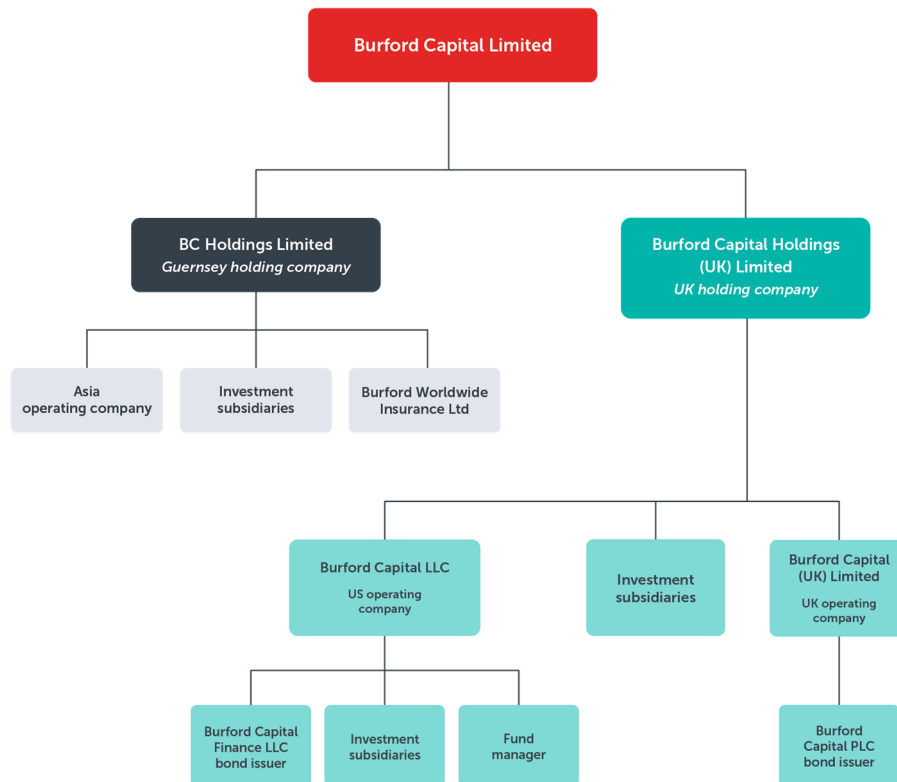 Burford Capital Limited
BC Holdings Limited
Guernsey holding company
Burford Capital Holdings
(UK) Limited
UK holding company
Asia
operating company
Investment
subsidiaries
Burford Worldwide
Insurance Ltd
Burford Capital LLC
US operating
company
Investment
subsidiaries
Burford Capital
(UK) Limited
UK operating
company
Burford Capital
Finance LLC
bond issuer
Investment
subsidiaries
Fund
manager
Burford
Capital PLC
bond issuer